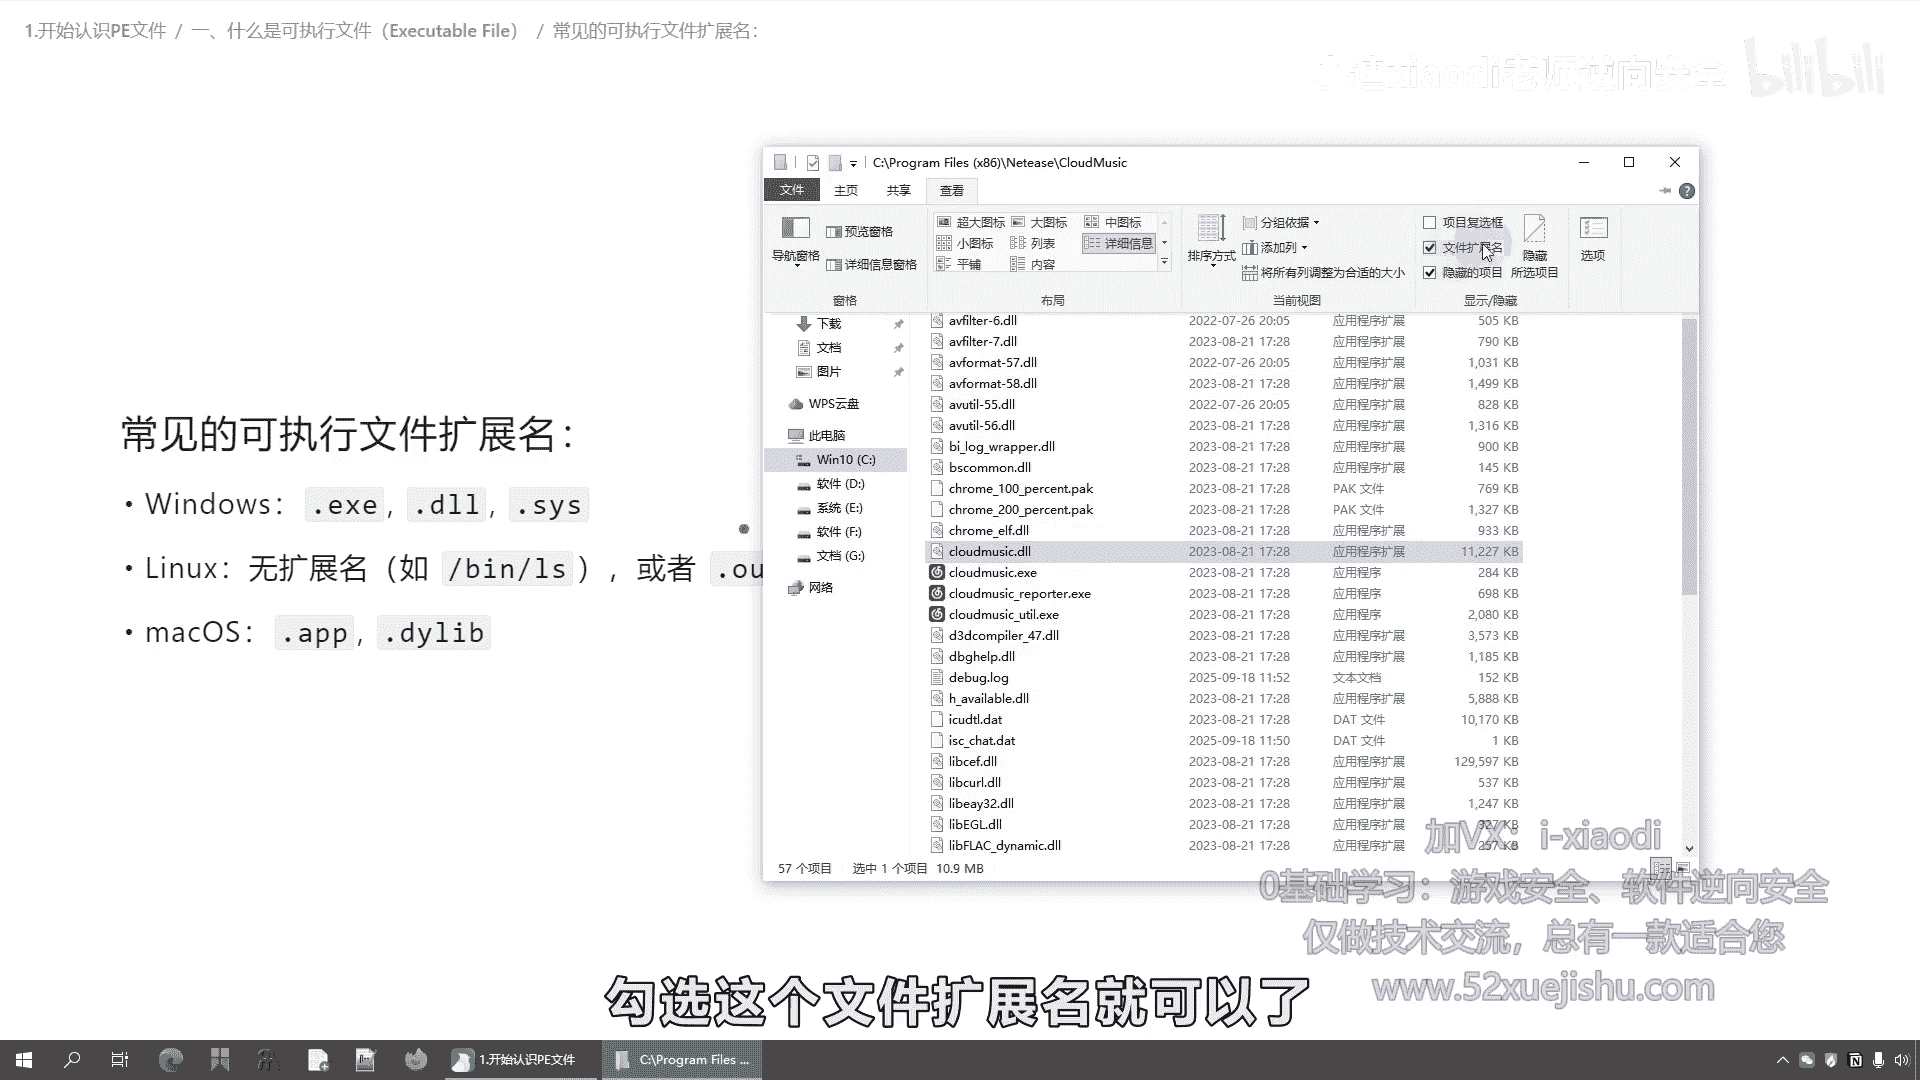 1.开始认识PE文件 / 一、什么是可执行文件（Executable File） / 常见的可执行文件扩展名：
xiaodi老师逆向安全 bilibili
C:\Program Files (x86)\Netease\CloudMusic
文件 主页 共享 查看
导航窗格
预览窗格
详细信息窗格
窗格
超大图标 大图标 中图标
小图标 列表 详细信息
平铺 内容
布局
排序方式
分组依据
添加列
将所有列调整为合适的大小
当前视图
项目复选框
文件扩展名
隐藏的项目
隐藏
所选项目
显示/隐藏
选项
下载
文档
图片
WPS云盘
此电脑
Win10 (C:)
软件 (D:)
系统 (E:)
软件 (F:)
文档 (G:)
网络
avfilter-6.dll 2022-07-26 20:05 应用程序扩展 505 KB
avfilter-7.dll 2023-08-21 17:28 应用程序扩展 790 KB
avformat-57.dll 2022-07-26 20:05 应用程序扩展 1,031 KB
avformat-58.dll 2023-08-21 17:28 应用程序扩展 1,499 KB
avutil-55.dll 2022-07-26 20:05 应用程序扩展 828 KB
avutil-56.dll 2023-08-21 17:28 应用程序扩展 1,316 KB
bi_log_wrapper.dll 2023-08-21 17:28 应用程序扩展 900 KB
bscommon.dll 2023-08-21 17:28 应用程序扩展 145 KB
chrome_100_percent.pak 2023-08-21 17:28 PAK 文件 769 KB
chrome_200_percent.pak 2023-08-21 17:28 PAK 文件 1,327 KB
chrome_elf.dll 2023-08-21 17:28 应用程序扩展 933 KB
cloudmusic.dll 2023-08-21 17:28 应用程序扩展 11,227 KB
cloudmusic.exe 2023-08-21 17:28 应用程序 284 KB
cloudmusic_reporter.exe 2023-08-21 17:28 应用程序 698 KB
cloudmusic_util.exe 2023-08-21 17:28 应用程序 2,080 KB
d3dcompiler_47.dll 2023-08-21 17:28 应用程序扩展 3,573 KB
dbghelp.dll 2023-08-21 17:28 应用程序扩展 1,185 KB
debug.log 2025-09-18 11:52 文本文档 152 KB
h_available.dll 2023-08-21 17:28 应用程序扩展 5,888 KB
icudtl.dat 2023-08-21 17:28 DAT 文件 10,170 KB
isc_chat.dat 2025-09-18 11:50 DAT 文件 1 KB
libcef.dll 2023-08-21 17:28 应用程序扩展 129,597 KB
libcurl.dll 2023-08-21 17:28 应用程序扩展 537 KB
libeay32.dll 2023-08-21 17:28 应用程序扩展 1,247 KB
libEGL.dll 2023-08-21 17:28 应用程序扩展 327 KB
libFLAC_dynamic.dll 2023-08-21 17:28 应用程序扩展 257 KB
57 个项目 选中 1 个项目 10.9 MB
常见的可执行文件扩展名：
• Windows： .exe, .dll, .sys
• Linux：无扩展名（如 /bin/ls），或者 .ou
• macOS： .app, .dylib
加VX：i-xiaodi
0基础学习：游戏安全、软件逆向安全
仅做技术交流，总有一款适合您
www.52xuejishu.com
勾选这个文件扩展名就可以了
1.开始认识PE文件
C:\Program Files ...